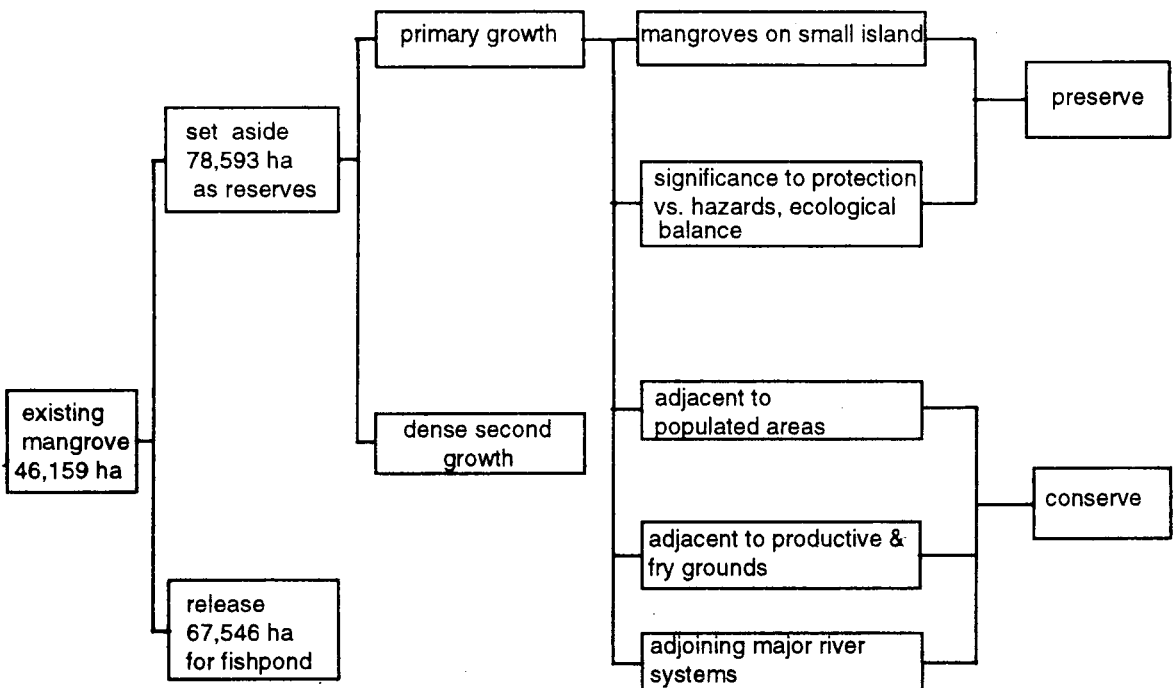 existing
mangrove
46,159 ha
set aside
78,593 ha
as reserves
release
67,546 ha
for fishpond
primary growth
dense second
growth
mangroves on small island
significance to protection
vs. hazards, ecological
balance
adjacent to
populated areas
adjacent to productive &
fry grounds
adjoining major river
systems
preserve
conserve